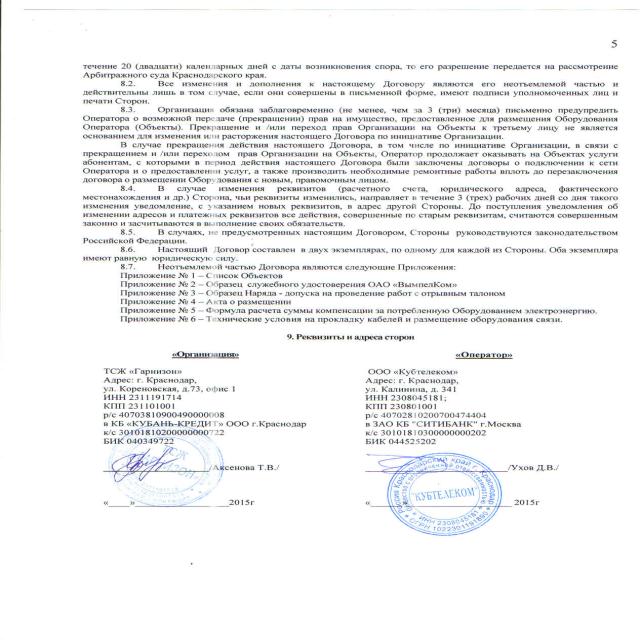 5
течение 20 (двадцати) календарных дней с даты возникновения спора, то его разрешение передается на рассмотрение
Арбитражного суда Краснодарского края.
8.2. Все изменения и дополнения к настоящему Договору являются его неотъемлемой частью и
действительны лишь в том случае, если они совершены в письменной форме, имеют подписи уполномоченных лиц и
печати Сторон.
8.3. Организация обязана заблаговременно (не менее, чем за 3 (три) месяца) письменно предупредить
Оператора о возможной передаче (прекращении) прав на имущество, предоставленное для размещения Оборудования
Оператора (Объекты). Прекращение и /или переход прав Организации на Объекты к третьему лицу не является
основанием для изменения или расторжения настоящего Договора по инициативе Организации.
В случае прекращения действия настоящего Договора, в том числе по инициативе Организации, в связи с
прекращением и /или переходом прав Организации на Объекты, Оператор продолжает оказывать на Объектах услуги
абонентам, с которыми в период действия настоящего Договора были заключены договоры о подключении к сети
Оператора и о предоставлении услуг, а также производить необходимые ремонтные работы вплоть до перезаключения
договора о размещении Оборудования с новым, правомочным лицом.
8.4. В случае изменения реквизитов (расчетного счета, юридического адреса, фактического
местонахождения и др.) Сторона, чьи реквизиты изменились, направляет в течение 3 (трех) рабочих дней со дня такого
изменения уведомление, с указанием новых реквизитов, в адрес другой Стороны. До поступления уведомления об
изменении адресов и платежных реквизитов все действия, совершенные по старым реквизитам, считаются совершенным
законно и засчитываются в выполнение своих обязательств.
8.5. В случаях, не предусмотренных настоящим Договором, Стороны руководствуются законодательством
Российской Федерации.
8.6. Настоящий Договор составлен в двух экземплярах, по одному для каждой из Стороны. Оба экземпляра
имеют равную юридическую силу.
8.7. Неотъемлемой частью Договора являются следующие Приложения:
Приложение № 1 – Список Объектов
Приложение № 2 – Образец служебного удостоверения ОАО «ВымпелКом»
Приложение № 3 – Образец Наряда - допуска на проведение работ с отрывным талоном
Приложение № 4 – Акта о размещении
Приложение № 5 – Формула расчета суммы компенсации за потребленную Оборудованием электроэнергию.
Приложение № 6 – Технические условия на прокладку кабелей и размещение оборудования связи.
9. Реквизиты и адреса сторон
«Организация» «Оператор»
ТСЖ «Гарнизон» ООО «Кубтелеком»
Адрес: г. Краснодар, Адрес: г. Краснодар,
ул. Кореновская, д.73, офис 1 ул. Калинина, д. 341
ИНН 2311191714 ИНН 2308045181;
КПП 231101001 КПП 230801001
р/с 40703810900490000008 р/с 40702810200700474404
в КБ «КУБАНЬ-КРЕДИТ» ООО г.Краснодар в ЗАО КБ "СИТИБАНК" г.Москва
к/с 30101810200000000722 к/с 30101810300000000202
БИК 040349722 БИК 044525202
/Аксенова Т.В./ /Ухов Д.В./
«____»____________2015г «____»____________ 2015г
"КУБТЕЛЕКОМ"
ИНН 2308045181